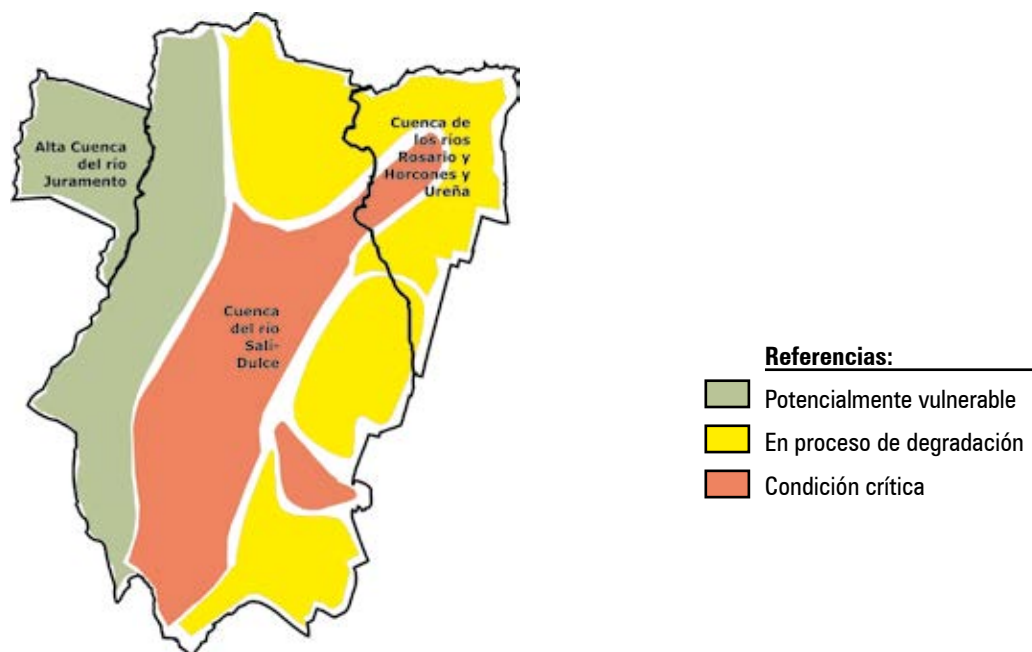 Alta Cuenca
del río
Juramento
Cuenca de
los ríos
Rosario y
Horcones y
Ureña
Cuenca
del río
Salí-
Dulce
Referencias:
Potencialmente vulnerable
En proceso de degradación
Condición crítica